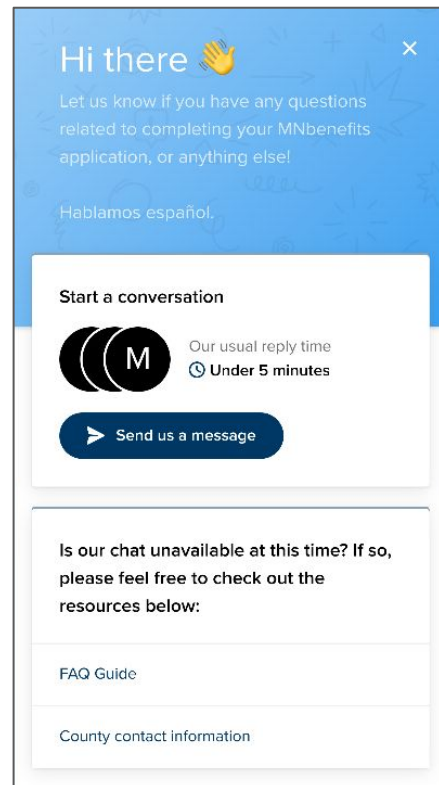 Hi there 👋
Let us know if you have any questions
related to completing your MNbenefits
application, or anything else!
Hablamos español.
Start a conversation
M
Our usual reply time
Under 5 minutes
Send us a message
Is our chat unavailable at this time? If so,
please feel free to check out the
resources below:
FAQ Guide
County contact information